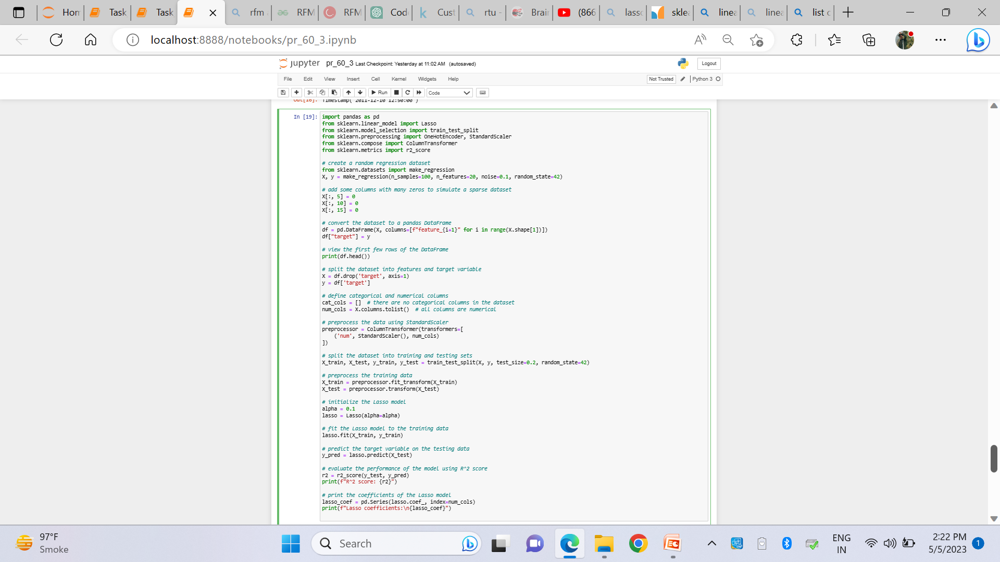 Hom
Task
Task
rfm
RFM
RFM
Cod
Cust
rtu -
Brain
(866
lasso
sklea
linea
linea
list c
localhost:8888/notebooks/pr_60_3.ipynb
jupyter pr_60_3 Last Checkpoint: Yesterday at 11:02 AM (autosaved)
Logout
File Edit View Insert Cell Kernel Widgets Help
Not Trusted
Python 3
Run
Code
Out[16]: Timestamp('2011-12-10 12:50:00')
In [19]:
import pandas as pd
from sklearn.linear_model import Lasso
from sklearn.model_selection import train_test_split
from sklearn.preprocessing import OneHotEncoder, StandardScaler
from sklearn.compose import ColumnTransformer
from sklearn.metrics import r2_score
# create a random regression dataset
from sklearn.datasets import make_regression
X, y = make_regression(n_samples=100, n_features=20, noise=0.1, random_state=42)
# add some columns with many zeros to simulate a sparse dataset
X[:, 5] = 0
X[:, 10] = 0
X[:, 15] = 0
# convert the dataset to a pandas DataFrame
df = pd.DataFrame(X, columns=[f"feature_{i+1}" for i in range(X.shape[1])])
df["target"] = y
# view the first few rows of the DataFrame
print(df.head())
# split the dataset into features and target variable
X = df.drop('target', axis=1)
y = df['target']
# define categorical and numerical columns
cat_cols = [] # there are no categorical columns in the dataset
num_cols = X.columns.tolist() # all columns are numerical
# preprocess the data using StandardScaler
preprocessor = ColumnTransformer(transformers=[
('num', StandardScaler(), num_cols)
])
# split the dataset into training and testing sets
X_train, X_test, y_train, y_test = train_test_split(X, y, test_size=0.2, random_state=42)
# preprocess the training data
X_train = preprocessor.fit_transform(X_train)
X_test = preprocessor.transform(X_test)
# initialize the Lasso model
alpha = 0.1
lasso = Lasso(alpha=alpha)
# fit the Lasso model to the training data
lasso.fit(X_train, y_train)
# predict the target variable on the testing data
y_pred = lasso.predict(X_test)
# evaluate the performance of the model using R^2 score
r2 = r2_score(y_test, y_pred)
print(f"R^2 score: {r2}")
# print the coefficients of the Lasso model
lasso_coef = pd.Series(lasso.coef_, index=num_cols)
print(f"Lasso coefficients:\n{lasso_coef}")
97°F
Smoke
Search
ENG
IN
2:22 PM
5/5/2023
1